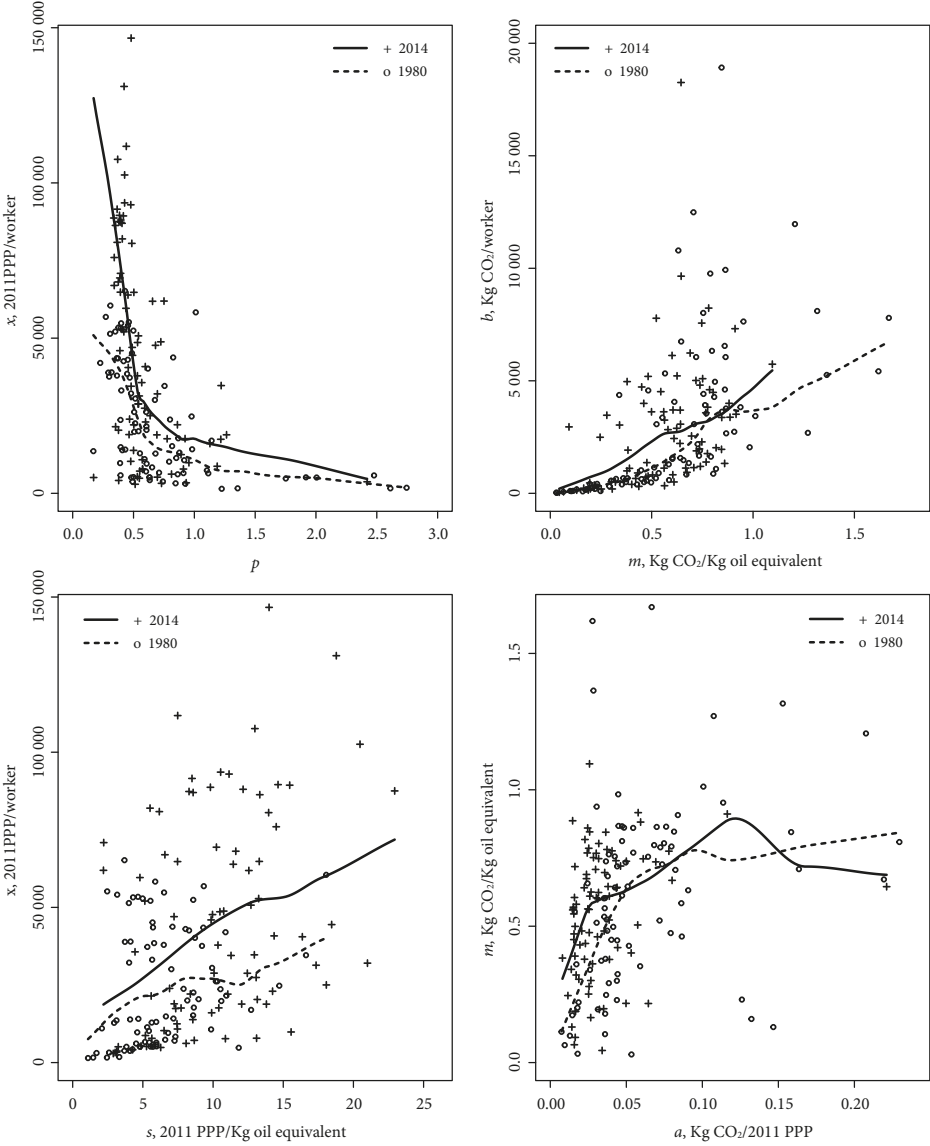 + 2014
o 1980
x, 2011PPP/worker
0
50 000
100 000
150 000
0.0 0.5 1.0 1.5 2.0 2.5 3.0
p
+ 2014
o 1980
b, Kg CO₂/worker
0
5 000
10 000
15 000
20 000
0.0 0.5 1.0 1.5
m, Kg CO₂/Kg oil equivalent
+ 2014
o 1980
x, 2011PPP/worker
0
50 000
100 000
150 000
0 5 10 15 20 25
s, 2011 PPP/Kg oil equivalent
+ 2014
o 1980
m, Kg CO₂/Kg oil equivalent
0.0
0.5
1.0
1.5
0.00 0.05 0.10 0.15 0.20
a, Kg CO₂/2011 PPP